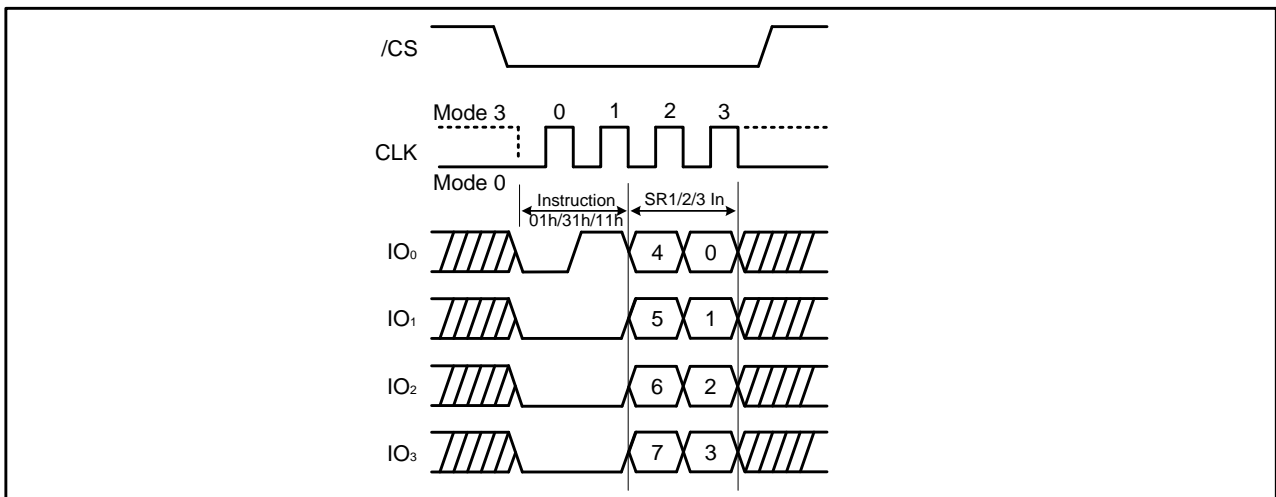 /CS
Mode 3 0 1 2 3
CLK
Mode 0
Instruction SR1/2/3 In
01h/31h/11h
IO₀ 4 0
IO₁ 5 1
IO₂ 6 2
IO₃ 7 3